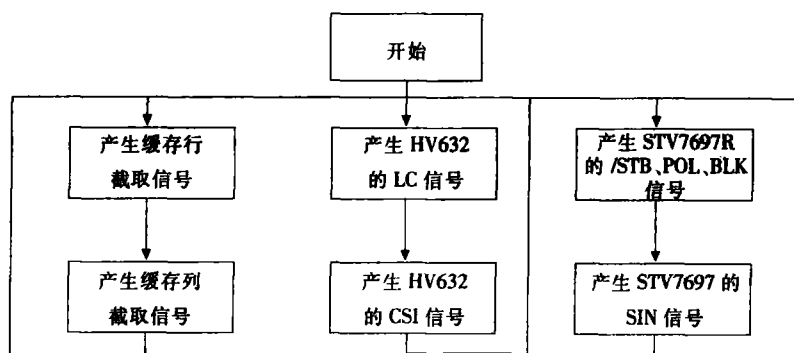 开始
产生缓存行
截取信号
产生 HV632
的 LC 信号
产生 STV7697R
的 /STB、POL、BLK
信号
产生缓存列
截取信号
产生 HV632
的 CSI 信号
产生 STV7697 的
SIN 信号